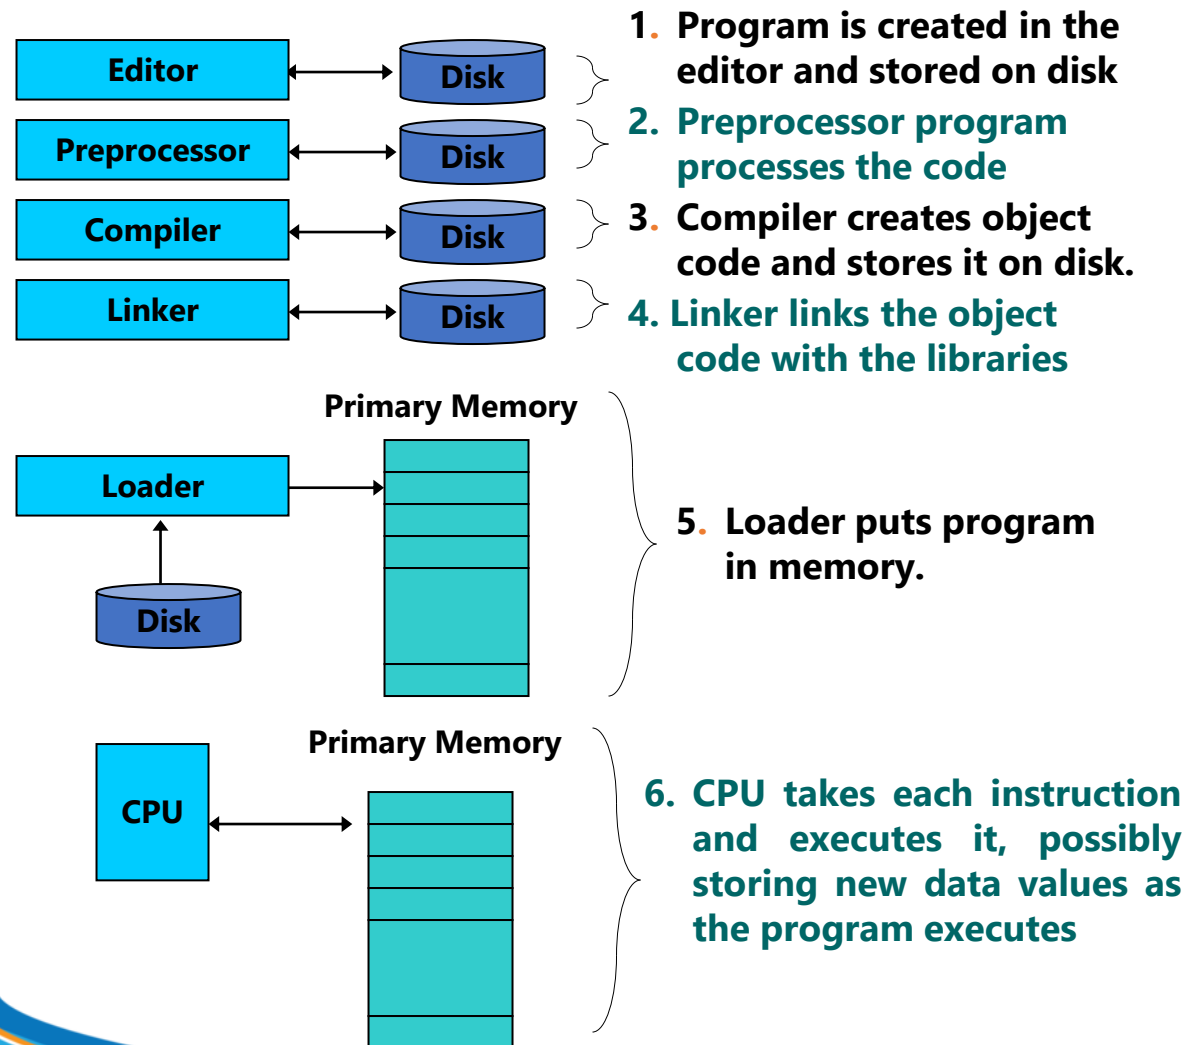 1. Program is created in the
editor and stored on disk
Editor
Disk
2. Preprocessor program
processes the code
Preprocessor
Disk
3. Compiler creates object
code and stores it on disk.
Compiler
Disk
4. Linker links the object
code with the libraries
Linker
Disk
Primary Memory
Loader
Disk
5. Loader puts program
in memory.
Primary Memory
CPU
6. CPU takes each instruction
and executes it, possibly
storing new data values as
the program executes